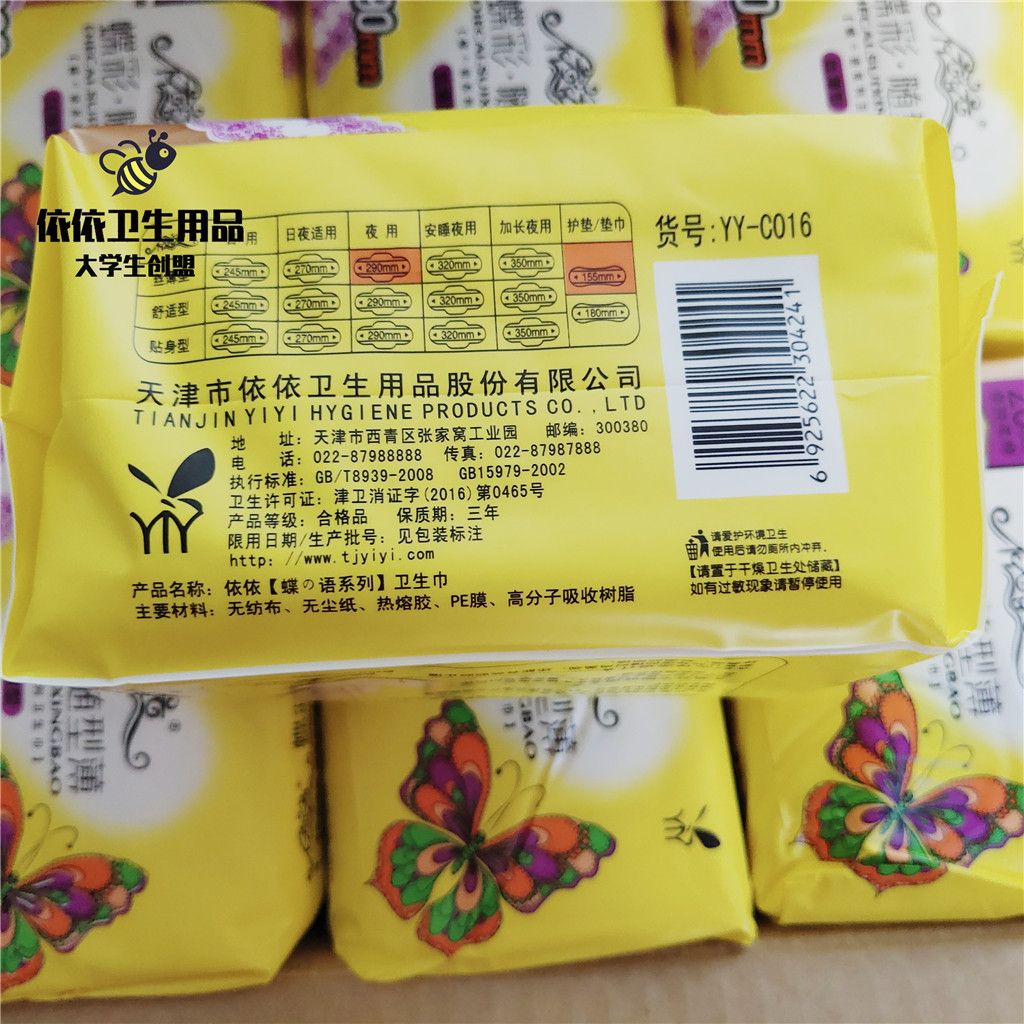 依依卫生用品
大学生创盟
日夜适用 夜用 安睡夜用 加长夜用 护垫/垫巾
245mm 270mm 290mm 320mm 350mm 155mm
舒适型 245mm 270mm 290mm 320mm 350mm 180mm
贴身型 245mm 270mm 290mm 320mm 350mm
货号:YY-C016
6 925622 304241
天津市依依卫生用品股份有限公司
TIANJIN YIYI HYGIENE PRODUCTS CO.,LTD
地 址: 天津市西青区张家窝工业园 邮编: 300380
电 话: 022-87988888 传真: 022-87987888
执行标准: GB/T8939-2008 GB15979-2002
卫生许可证: 津卫消证字(2016)第0465号
产品等级: 合格品 保质期: 三年
限用日期/生产批号: 见包装标注
http: //www.tjyiyi.com
YIY
产品名称: 依依【蝶の语系列】卫生巾
主要材料: 无纺布、无尘纸、热熔胶、PE膜、高分子吸收树脂
请爱护环境卫生
使用后请勿厕所内冲弃。
【请置于干燥卫生处储藏】
如有过敏现象请暂停使用